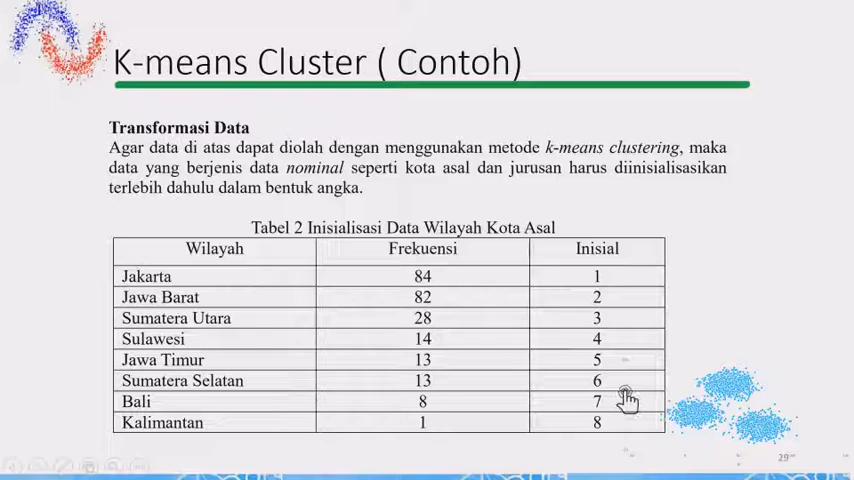 K-means Cluster ( Contoh)
Transformasi Data
Agar data di atas dapat diolah dengan menggunakan metode k-means clustering, maka
data yang berjenis data nominal seperti kota asal dan jurusan harus diinisialisasikan
terlebih dahulu dalam bentuk angka.
Tabel 2 Inisialisasi Data Wilayah Kota Asal
Wilayah Frekuensi Inisial
Jakarta 84 1
Jawa Barat 82 2
Sumatera Utara 28 3
Sulawesi 14 4
Jawa Timur 13 5
Sumatera Selatan 13 6
Bali 8 7
Kalimantan 1 8
29